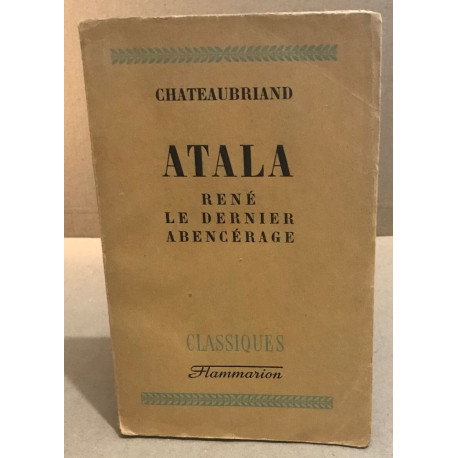 CHATEAUBRIAND
ATALA
RENÉ
LE DERNIER
ABENCÉRAGE
CLASSIQUES
Flammarion